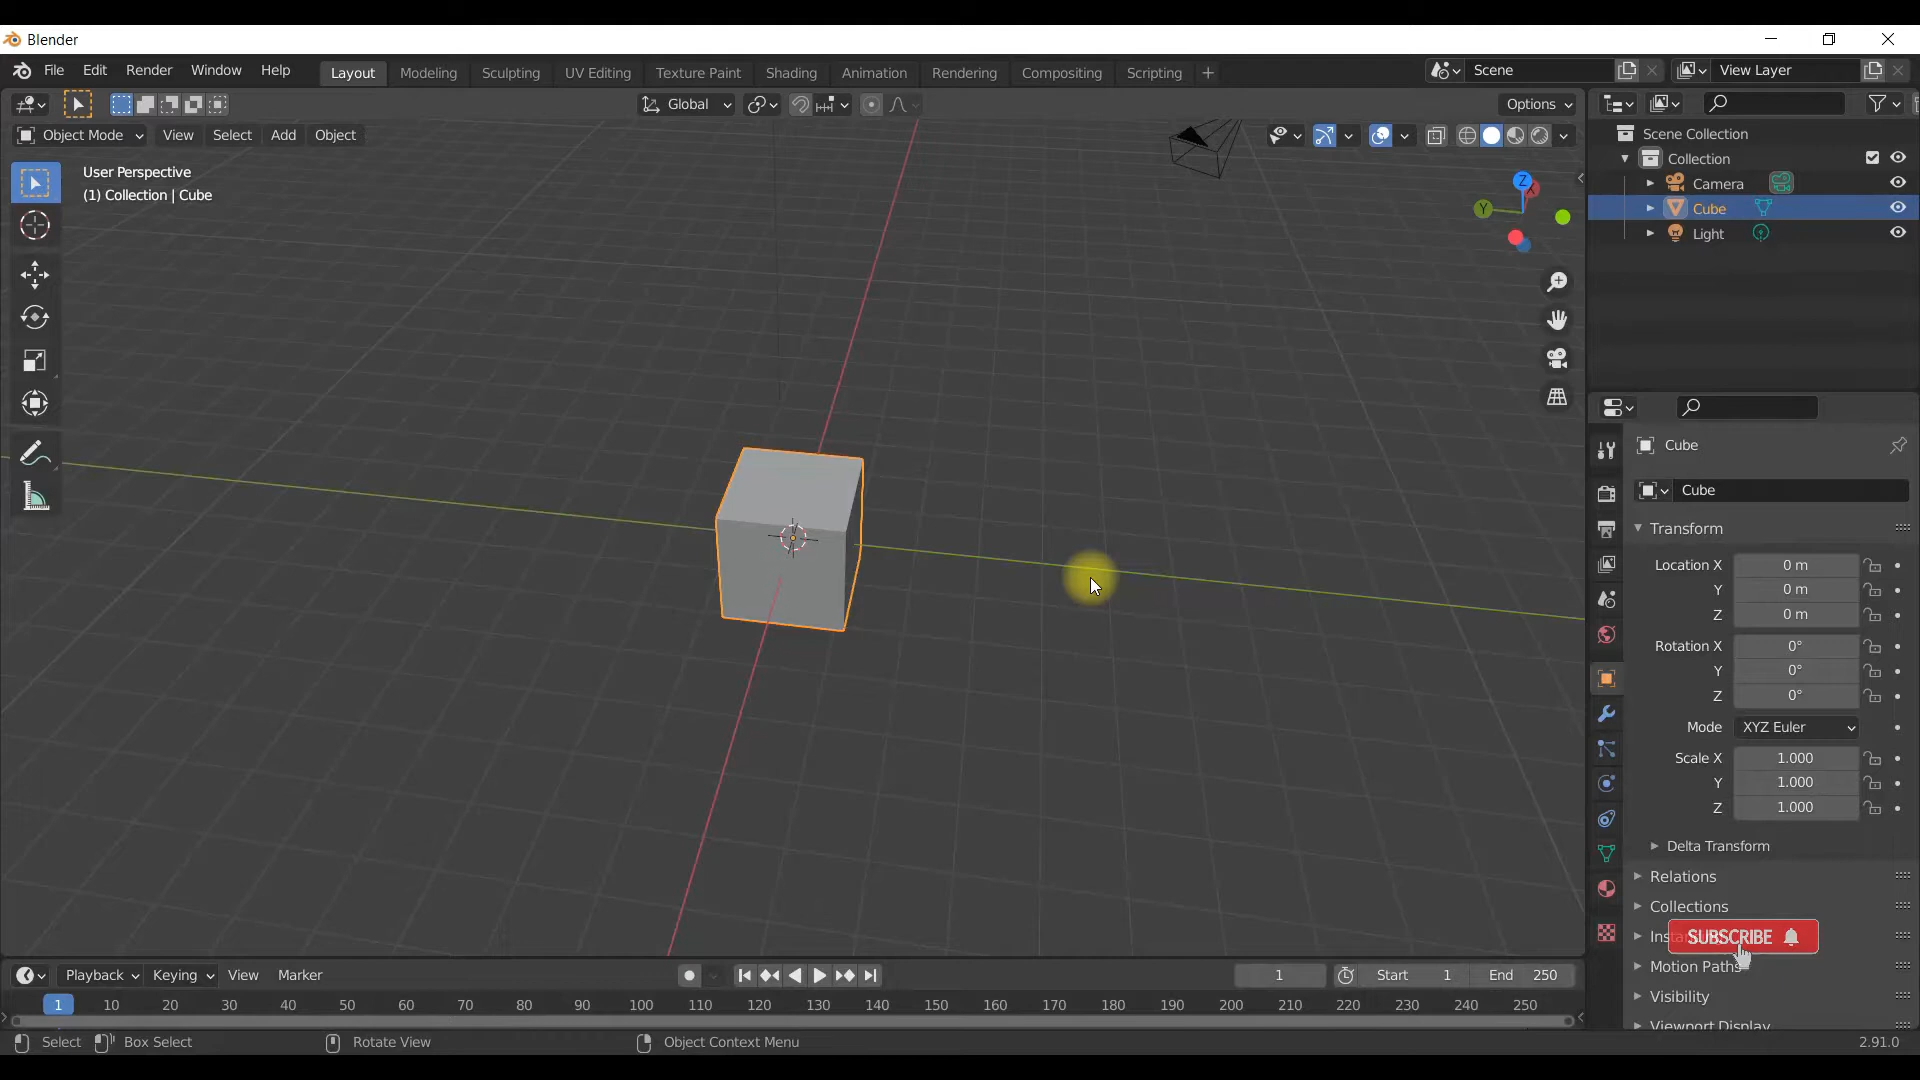 Blender
File Edit Render Window Help Layout Modeling Sculpting UV Editing Texture Paint Shading Animation Rendering Compositing Scripting + Scene View Layer
Global Options
Object Mode View Select Add Object
User Perspective
(1) Collection | Cube
Z
X
Y
Scene Collection
Collection
Camera
Cube
Light
Cube
Cube
Transform
Location X 0 m
Y 0 m
Z 0 m
Rotation X 0°
Y 0°
Z 0°
Mode XYZ Euler
Scale X 1.000
Y 1.000
Z 1.000
Delta Transform
Relations
Collections
SUBSCRIBE
Motion Paths
Visibility
Viewport Display
Playback Keying View Marker 1 Start 1 End 250
1 10 20 30 40 50 60 70 80 90 100 110 120 130 140 150 160 170 180 190 200 210 220 230 240 250
Select Box Select Rotate View Object Context Menu 2.91.0